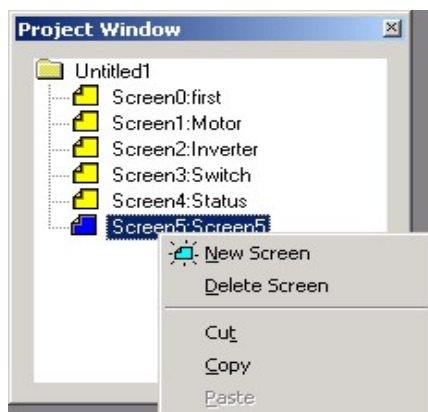 Project Window
Untitled1
Screen0:first
Screen1:Motor
Screen2:Inverter
Screen3:Switch
Screen4:Status
Screen5:Screen5
New Screen
Delete Screen
Cut
Copy
Paste